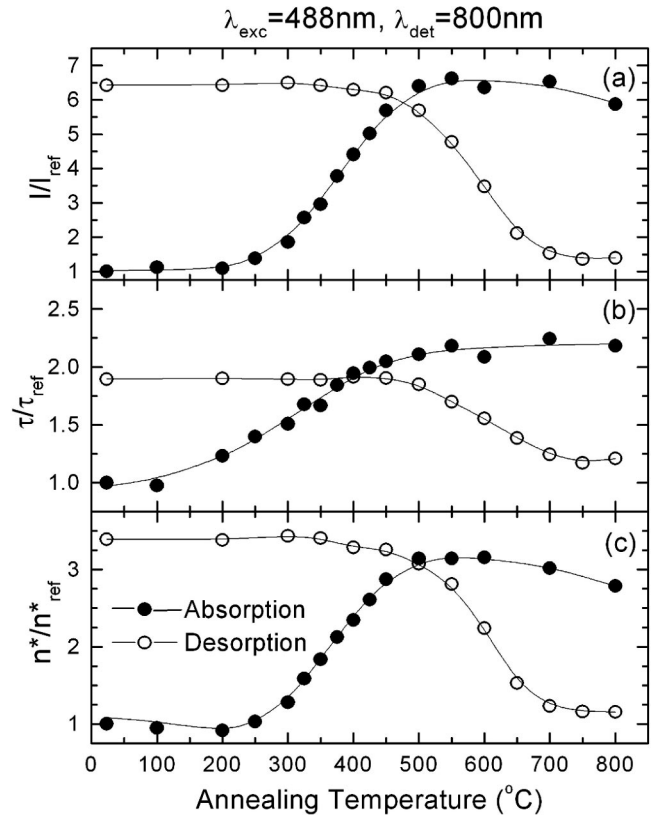 λexc=488nm, λdet=800nm
(a)
I/Iref
7
6
5
4
3
2
1
(b)
τ/τref
2.5
2.0
1.5
1.0
(c)
n*/n*ref
3
2
1
Absorption
Desorption
0 100 200 300 400 500 600 700 800
Annealing Temperature (°C)